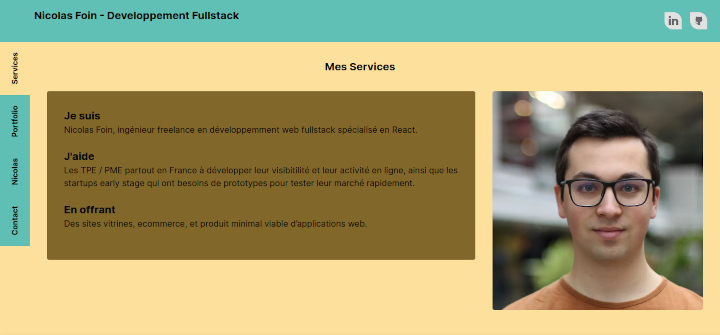 Nicolas Foin - Developpement Fullstack
in
Services
Portfolio
Nicolas
Contact
Mes Services
Je suis
Nicolas Foin, ingénieur freelance en développemment web fullstack spécialisé en React.
J'aide
Les TPE / PME partout en France à développer leur visibitilité et leur activité en ligne, ainsi que les
startups early stage qui ont besoins de prototypes pour tester leur marché rapidement.
En offrant
Des sites vitrines, ecommerce, et produit minimal viable d'applications web.